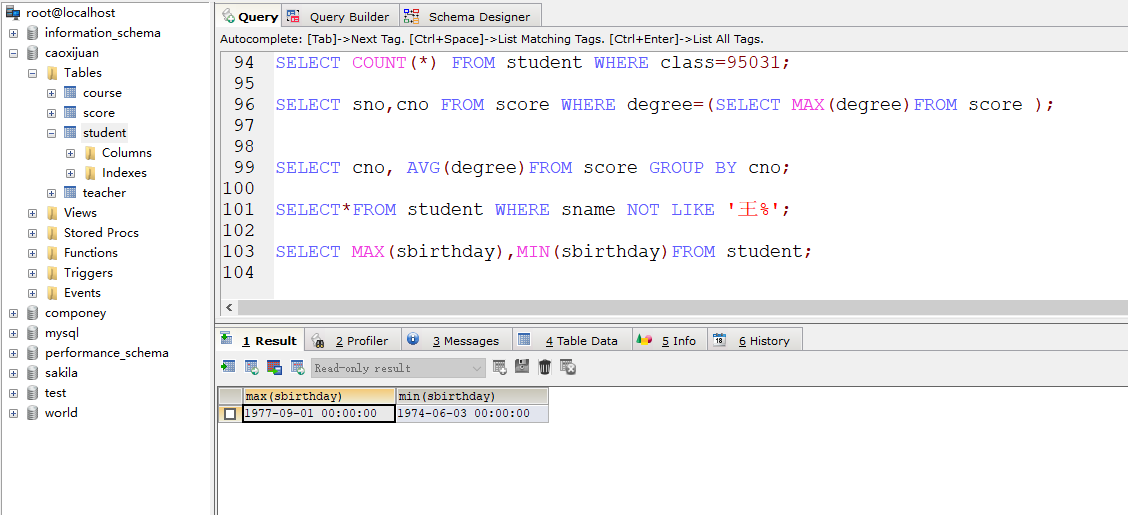 root@localhost
information_schema
caoxijuan
Tables
course
score
student
Columns
Indexes
teacher
Views
Stored Procs
Functions
Triggers
Events
componey
mysql
performance_schema
sakila
test
world
Query Query Builder Schema Designer
Autocomplete: [Tab]->Next Tag. [Ctrl+Space]->List Matching Tags. [Ctrl+Enter]->List All Tags.
94 SELECT COUNT(*) FROM student WHERE class=95031;
95
96 SELECT sno,cno FROM score WHERE degree=(SELECT MAX(degree)FROM score );
97
98
99 SELECT cno, AVG(degree)FROM score GROUP BY cno;
100
101 SELECT*FROM student WHERE sname NOT LIKE '王%';
102
103 SELECT MAX(sbirthday),MIN(sbirthday)FROM student;
104
1 Result 2 Profiler 3 Messages 4 Table Data 5 Info 18 6 History
Read-only result
max(sbirthday) min(sbirthday)
1977-09-01 00:00:00 1974-06-03 00:00:00